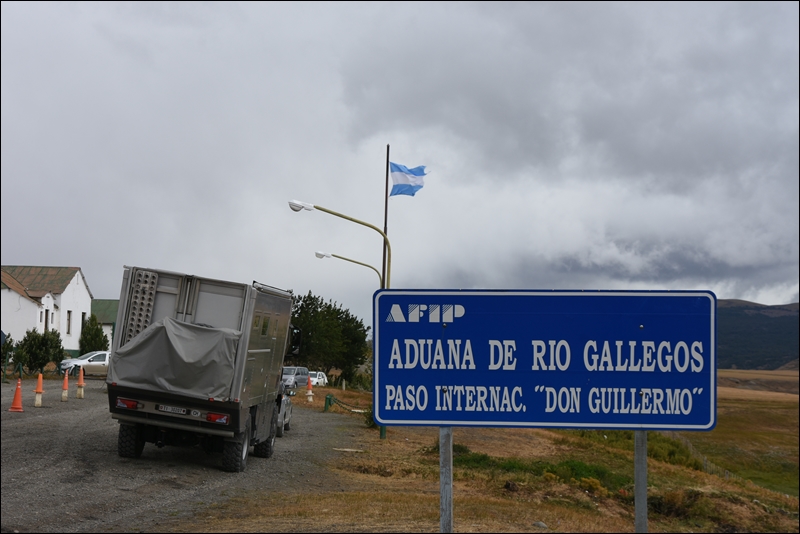 AFIP
ADUANA DE RIO GALLEGOS
PASO INTERNAC. "DON GUILLERMO"